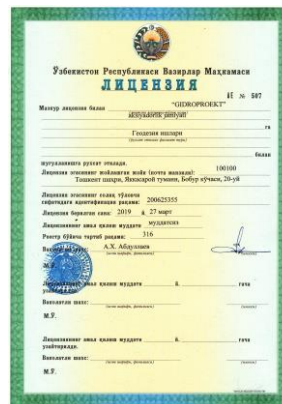 Ўзбекистон Республикаси Вазирлар Маҳкамаси
ЛИЦЕНЗИЯ
№ 507
Мазкур лицензия билан "GIDROPROEKT"
га
Геодезия ишлари
билан
шуғулланишга рухсат этилади.
Лицензия эгасининг жойлашган жойи (почта манзили): 100100
Тошкент шаҳри, Яккасарой тумани, Бобур кўчаси, 20-уй
Лицензия эгасининг солиқ тўловчи
сифатидаги идентификация рақами: 200625355
Лицензия берилган сана: 2019 й. 27 март
Лицензиянинг амал қилиш муддати муддатсиз
Реестр бўйича тартиб рақами: 316
А.Х. Абдуллаев
М.Ў.
Лицензиянинг амал қилиш муддати й. гача
узайтирилди.
Ваколатли шахс:
М.Ў.
Лицензиянинг амал қилиш муддати й. гача
узайтирилди.
Ваколатли шахс:
М.Ў.